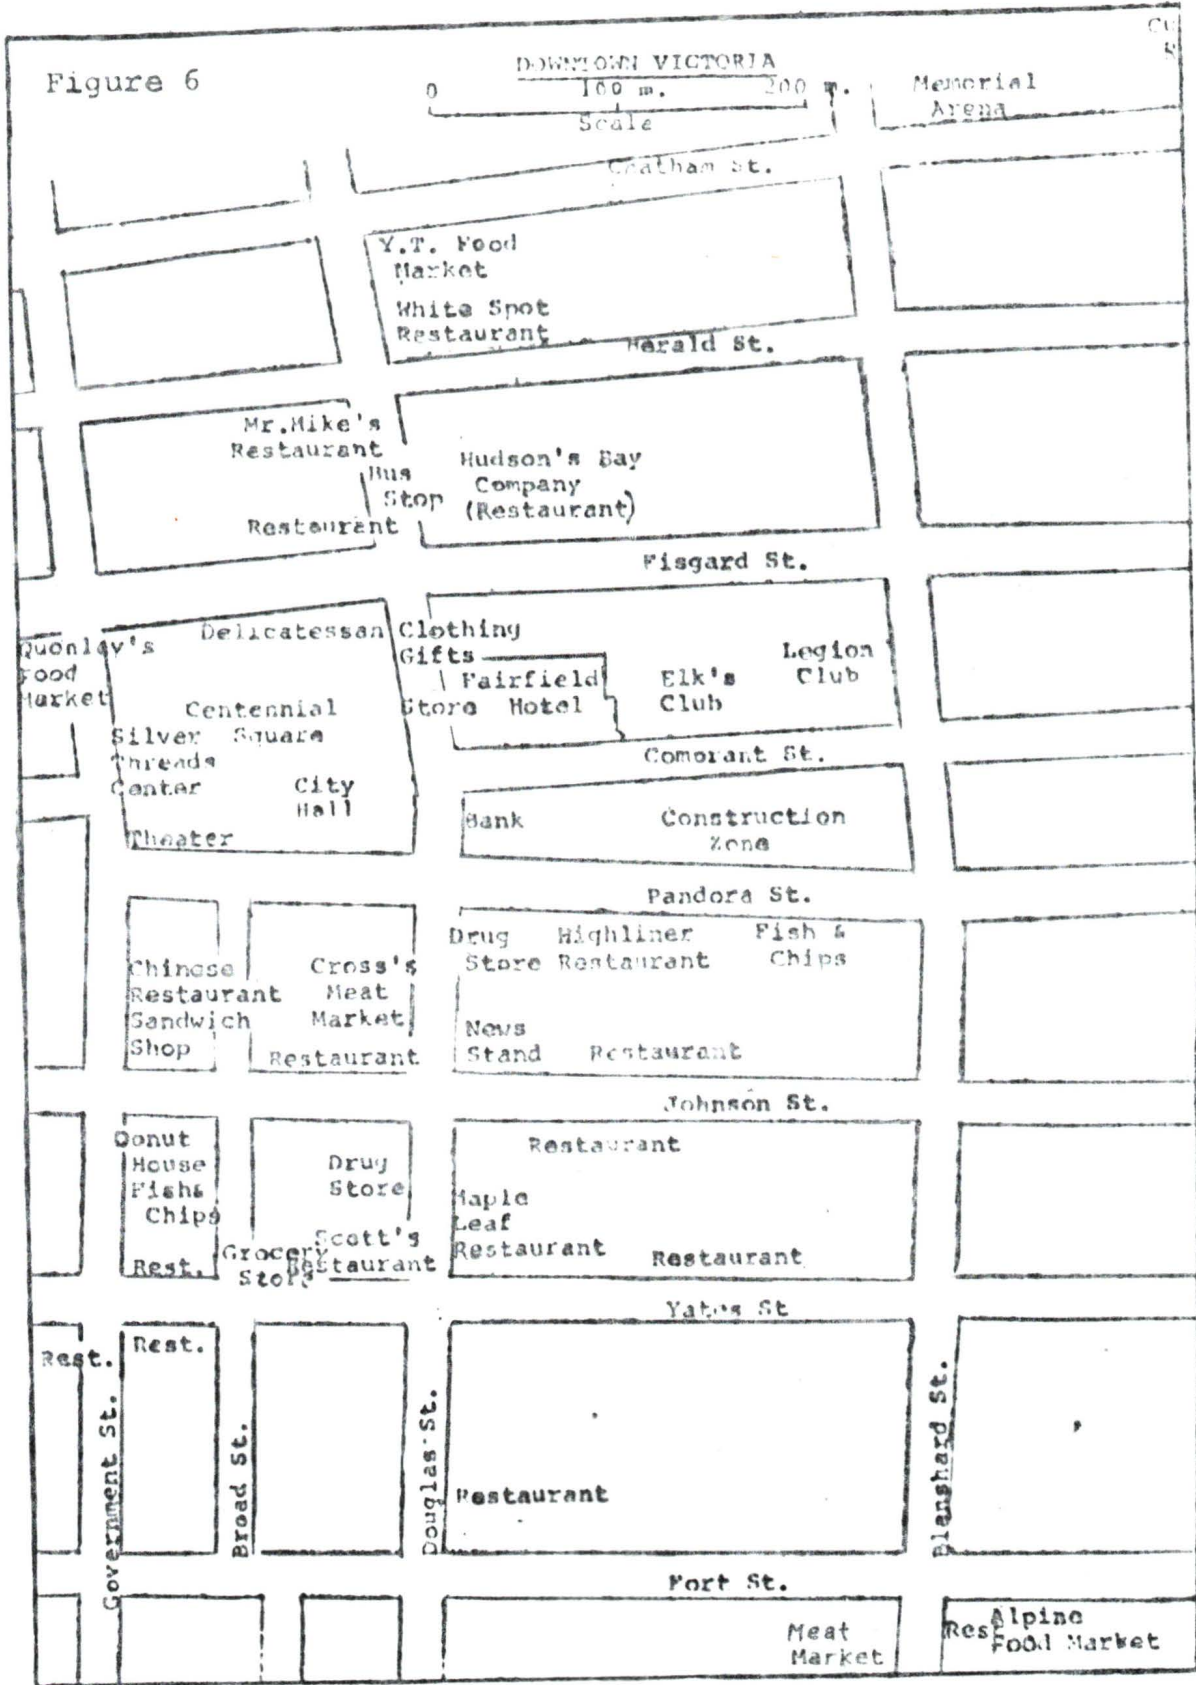 Figure 6
DOWNTOWN VICTORIA
0 100 m. 200 m.
Scale
Memorial
Arena
Chatham St.
Y.T. Food
Market
White Spot
Restaurant
Herald St.
Mr.Mike's
Restaurant
Bus
Stop
Hudson's Bay
Company
(Restaurant)
Restaurant
Fisgard St.
Quonley's
Food
Market
Delicatessan
Clothing
Gifts
Store
Fairfield
Hotel
Elk's
Club
Legion
Club
Centennial
Square
Silver
Threads
Center
City
Hall
Theater
Comorant St.
Bank
Construction
Zone
Pandora St.
Drug
Store
Highliner
Restaurant
Fish &
Chips
Chinese
Restaurant
Sandwich
Shop
Cross's
Meat
Market
Restaurant
News
Stand
Restaurant
Johnson St.
Donut
House
Fish&
Chips
Rest.
Drug
Store
Grocery
Store
Scott's
Restaurant
Restaurant
Maple
Leaf
Restaurant
Restaurant
Yates St
Rest.
Rest.
Government St.
Broad St.
Douglas St.
Blanshard St.
Restaurant
Fort St.
Meat
Market
Rest
Alpine
Food Market